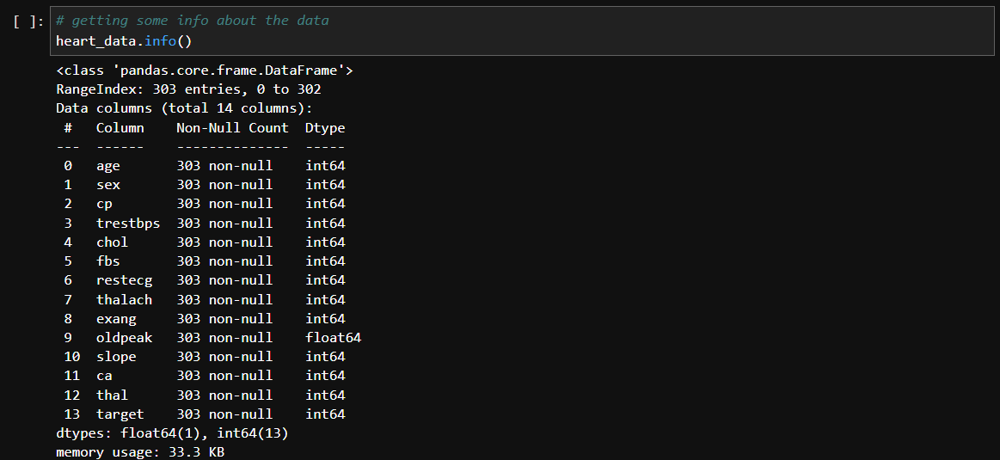 [ ]: # getting some info about the data
heart_data.info()
<class 'pandas.core.frame.DataFrame'>
RangeIndex: 303 entries, 0 to 302
Data columns (total 14 columns):
 #   Column    Non-Null Count  Dtype
---  ------    --------------  -----
 0   age       303 non-null    int64
 1   sex       303 non-null    int64
 2   cp        303 non-null    int64
 3   trestbps  303 non-null    int64
 4   chol      303 non-null    int64
 5   fbs       303 non-null    int64
 6   restecg   303 non-null    int64
 7   thalach   303 non-null    int64
 8   exang     303 non-null    int64
 9   oldpeak   303 non-null    float64
 10  slope     303 non-null    int64
 11  ca        303 non-null    int64
 12  thal      303 non-null    int64
 13  target    303 non-null    int64
dtypes: float64(1), int64(13)
memory usage: 33.3 KB